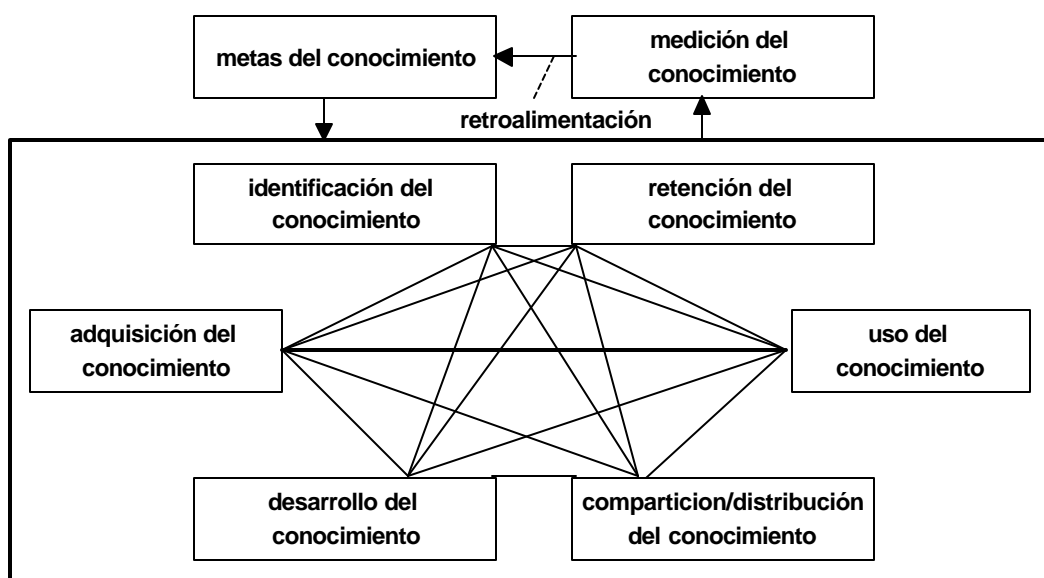 metas del conocimiento
medición del
conocimiento
retroalimentación
identificación del
conocimiento
retención del
conocimiento
adquisición del
conocimiento
uso del
conocimiento
desarrollo del
conocimiento
comparticion/distribución
del conocimiento